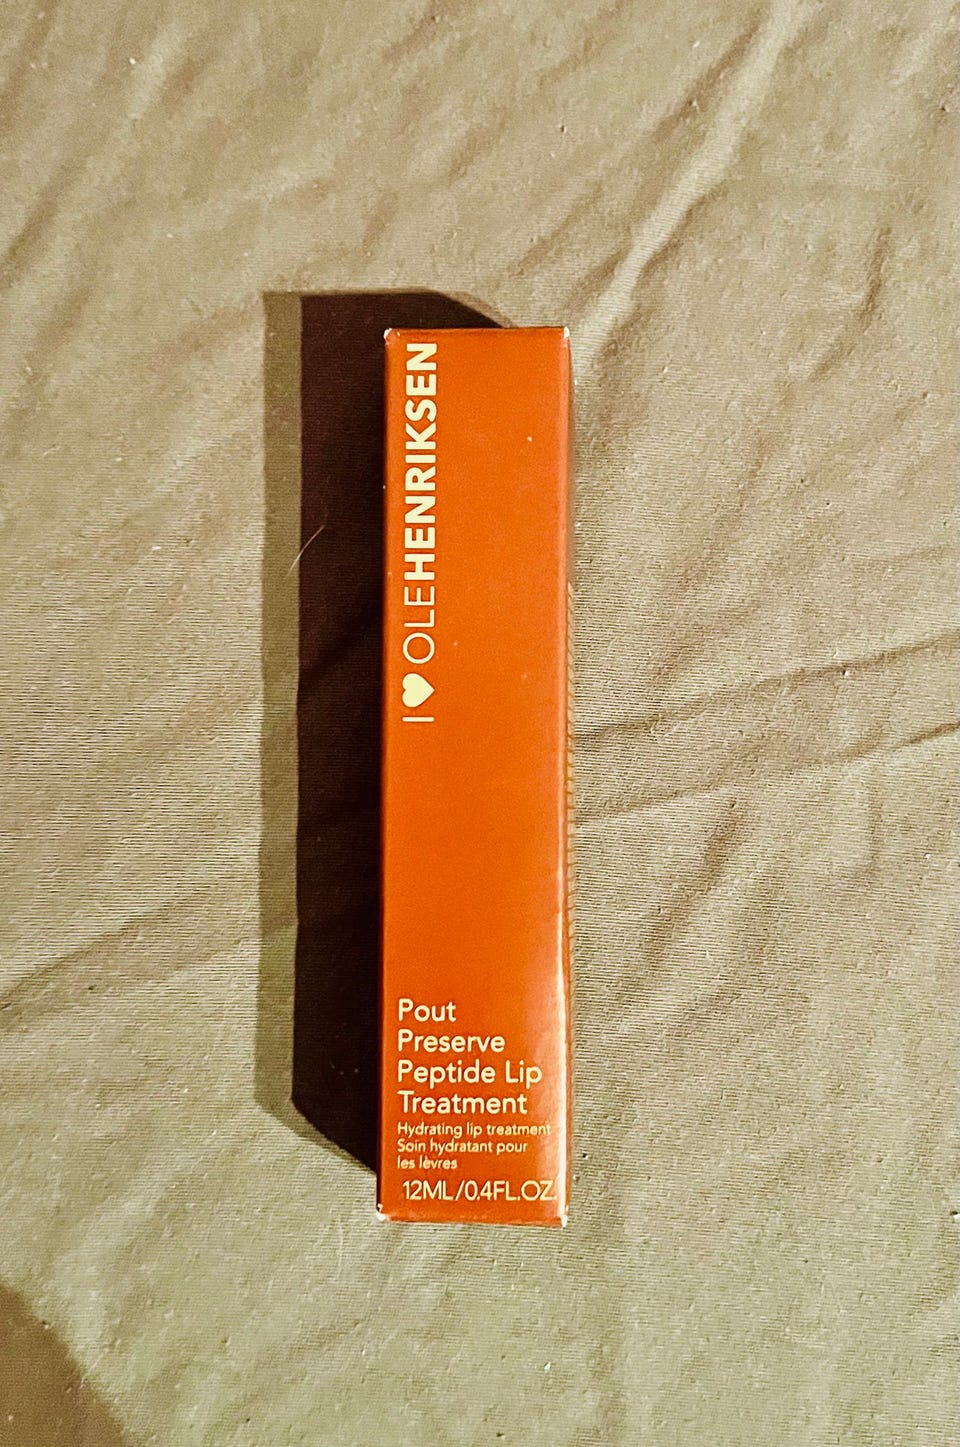 I ♥ OLEHENRIKSEN
Pout
Preserve
Peptide Lip
Treatment
Hydrating lip treatment
Soin hydratant pour
les lèvres
12ML/0.4FL.OZ.